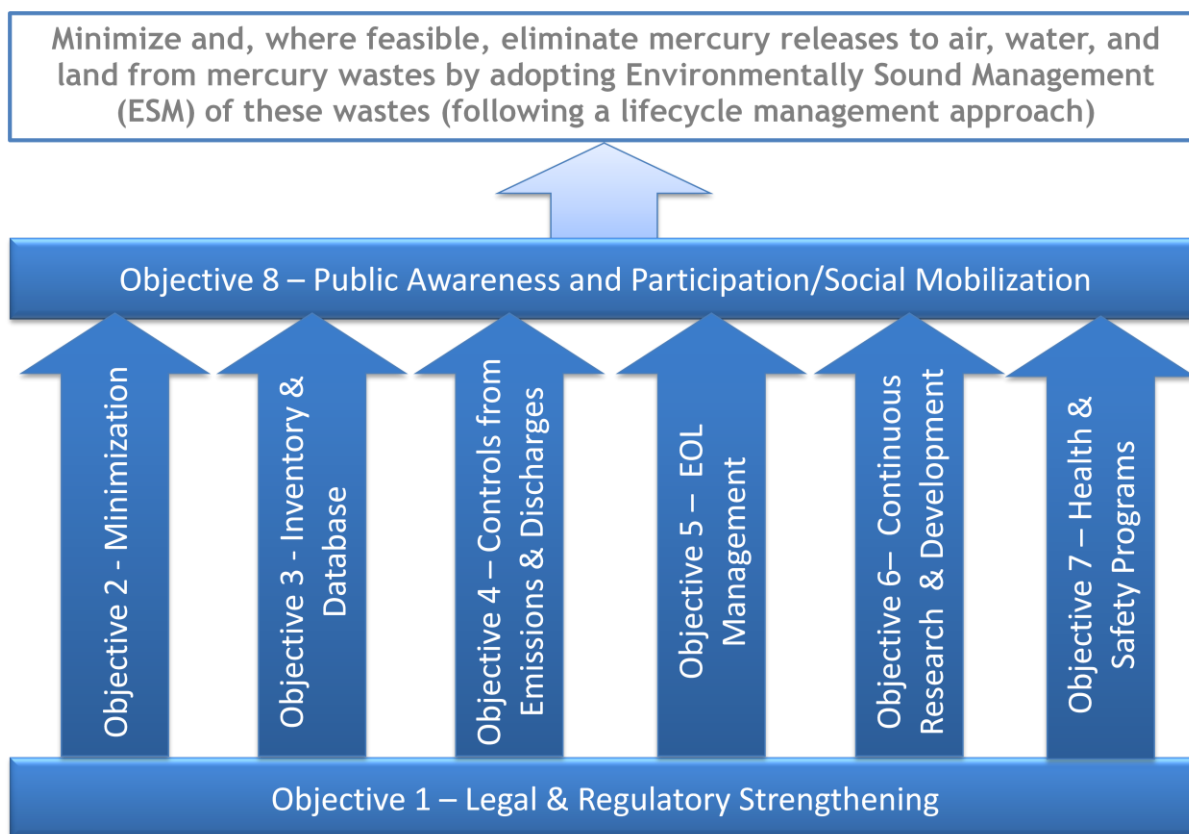 Minimize and, where feasible, eliminate mercury releases to air, water, and
land from mercury wastes by adopting Environmentally Sound Management
(ESM) of these wastes (following a lifecycle management approach)
Objective 8 – Public Awareness and Participation/Social Mobilization
Objective 2 - Minimization
Objective 3 - Inventory &
Database
Objective 4 – Controls from
Emissions & Discharges
Objective 5 – EOL
Management
Objective 6– Continuous
Research & Development
Objective 7 – Health &
Safety Programs
Objective 1 – Legal & Regulatory Strengthening